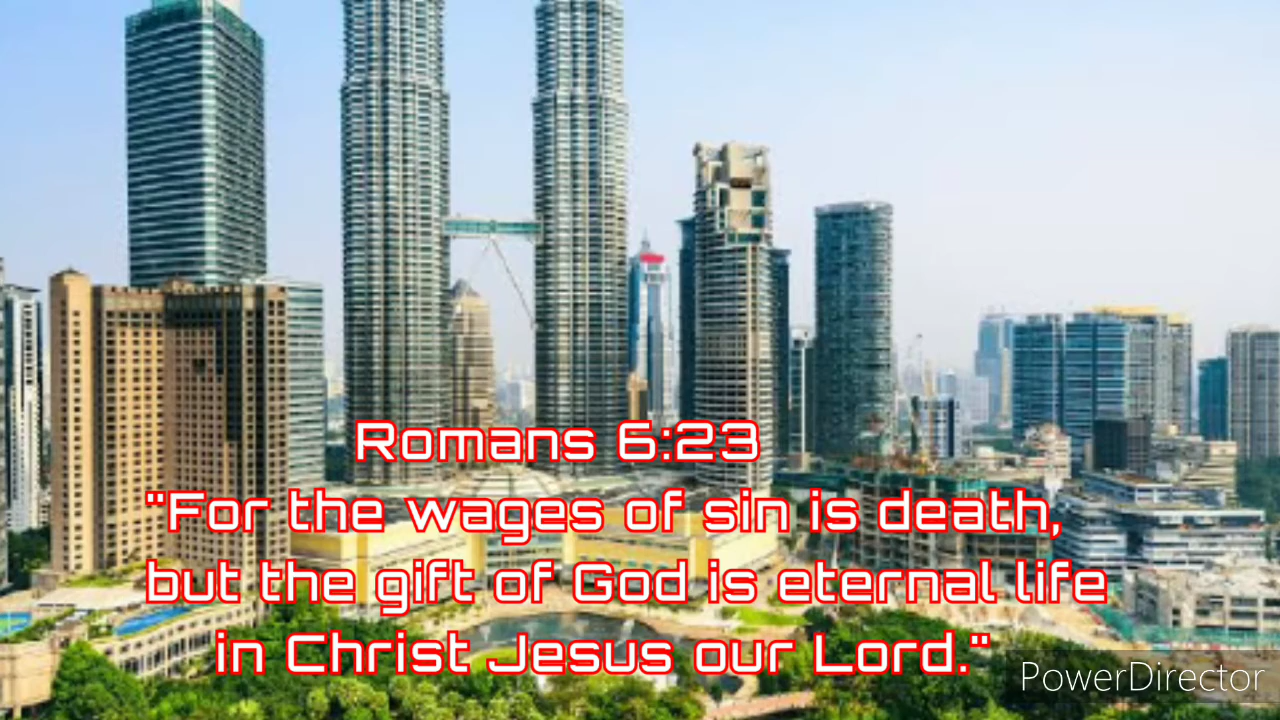 Romans 6:23
"For the wages of sin is death,
but the gift of God is eternal life
in Christ Jesus our Lord."
PowerDirector